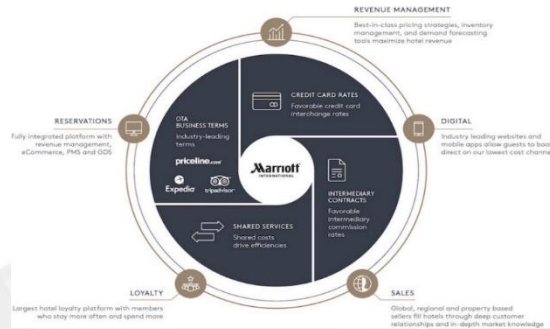 REVENUE MANAGEMENT
Best-in-class pricing strategies, inventory
management, and demand forecasting
tools maximize hotel revenue
CREDIT CARD RATES
Favorable credit card
interchange rates
OTA
BUSINESS TERMS
Industry-leading
terms
priceline.com
Expedia
tripadvisor
RESERVATIONS
Fully integrated platform with
revenue management,
eCommerce, PMS and GDS
DIGITAL
Industry leading websites and
mobile apps allow guests to book
direct on our lowest cost channe
Marriott
INTERNATIONAL
INTERMEDIARY
CONTRACTS
Favorable
intermediary
commission
rates
SHARED SERVICES
Shared costs
drive efficiencies
LOYALTY
Largest hotel loyalty platform with members
who stay more often and spend more
SALES
Global, regional and property based
sellers fill hotels through deep customer
relationships and in-depth market knowledge